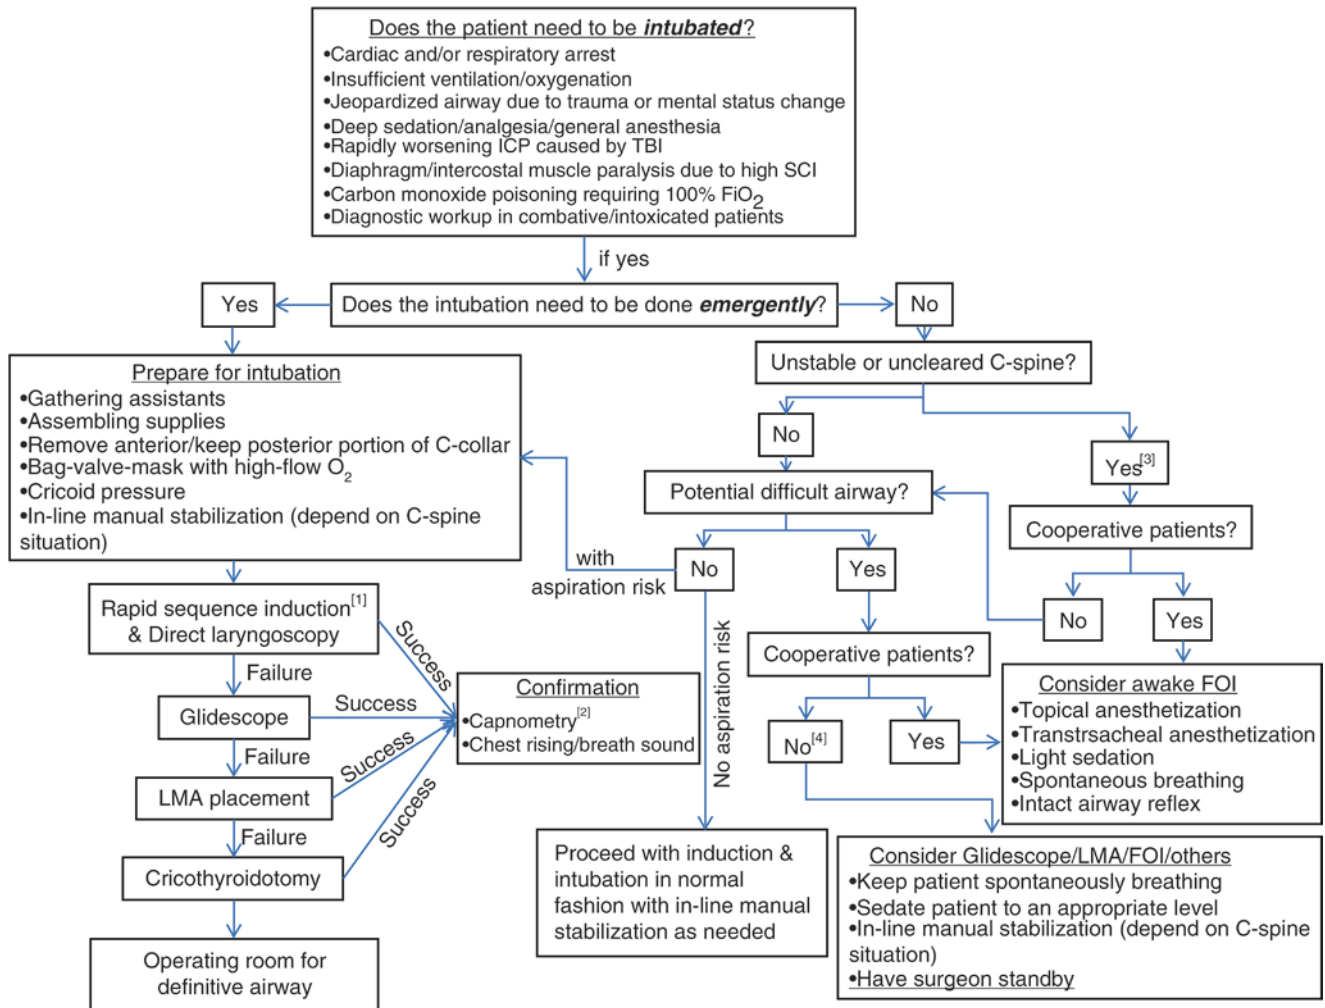 Does the patient need to be intubated?
•Cardiac and/or respiratory arrest
•Insufficient ventilation/oxygenation
•Jeopardized airway due to trauma or mental status change
•Deep sedation/analgesia/general anesthesia
•Rapidly worsening ICP caused by TBI
•Diaphragm/intercostal muscle paralysis due to high SCI
•Carbon monoxide poisoning requiring 100% FiO2
•Diagnostic workup in combative/intoxicated patients
if yes
Yes
Does the intubation need to be done emergently?
No
Prepare for intubation
•Gathering assistants
•Assembling supplies
•Remove anterior/keep posterior portion of C-collar
•Bag-valve-mask with high-flow O2
•Cricoid pressure
•In-line manual stabilization (depend on C-spine
situation)
Unstable or uncleared C-spine?
No
Yes[3]
Potential difficult airway?
Cooperative patients?
with
aspiration risk
No
Yes
No
Yes
Rapid sequence induction[1]
& Direct laryngoscopy
Success
Failure
Glidescope
Success
Failure
LMA placement
Success
Failure
Cricothyroidotomy
Success
Operating room for
definitive airway
Confirmation
•Capnometry[2]
•Chest rising/breath sound
No aspiration risk
Cooperative patients?
No[4]
Yes
Consider awake FOI
•Topical anesthetization
•Transtrsacheal anesthetization
•Light sedation
•Spontaneous breathing
•Intact airway reflex
Proceed with induction &
intubation in normal
fashion with in-line manual
stabilization as needed
Consider Glidescope/LMA/FOI/others
•Keep patient spontaneously breathing
•Sedate patient to an appropriate level
•In-line manual stabilization (depend on C-spine
situation)
•Have surgeon standby